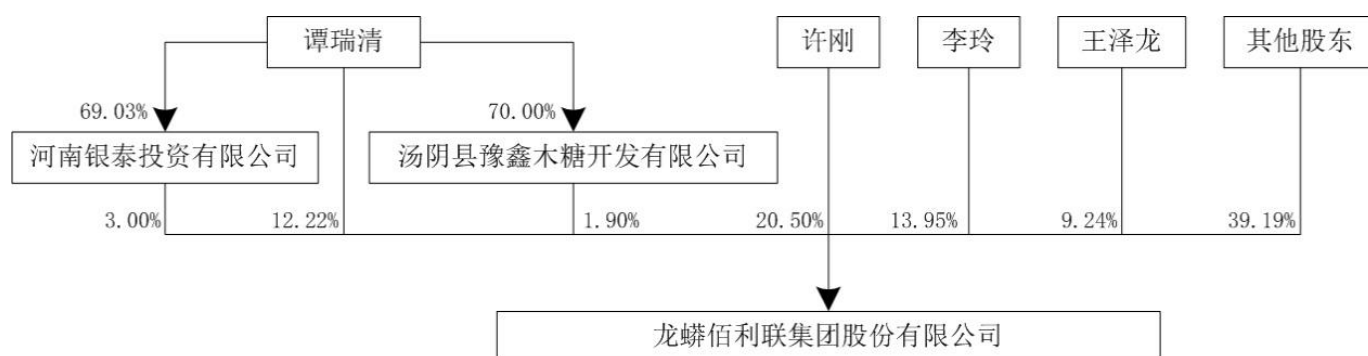 谭瑞清
许刚
李玲
王泽龙
其他股东
69.03%
70.00%
河南银泰投资有限公司
汤阴县豫鑫木糖开发有限公司
3.00%
12.22%
1.90%
20.50%
13.95%
9.24%
39.19%
龙蟒佰利联集团股份有限公司